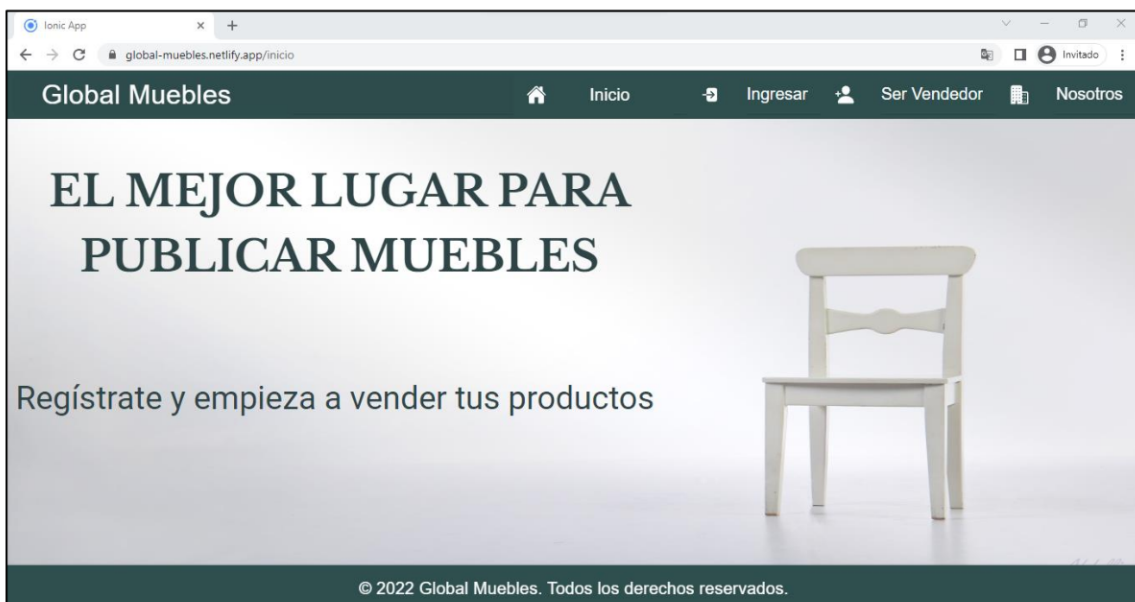 Ionic App
global-muebles.netlify.app/inicio
Invitado
Global Muebles
Inicio
Ingresar
Ser Vendedor
Nosotros
EL MEJOR LUGAR PARA
PUBLICAR MUEBLES
Regístrate y empieza a vender tus productos
© 2022 Global Muebles. Todos los derechos reservados.